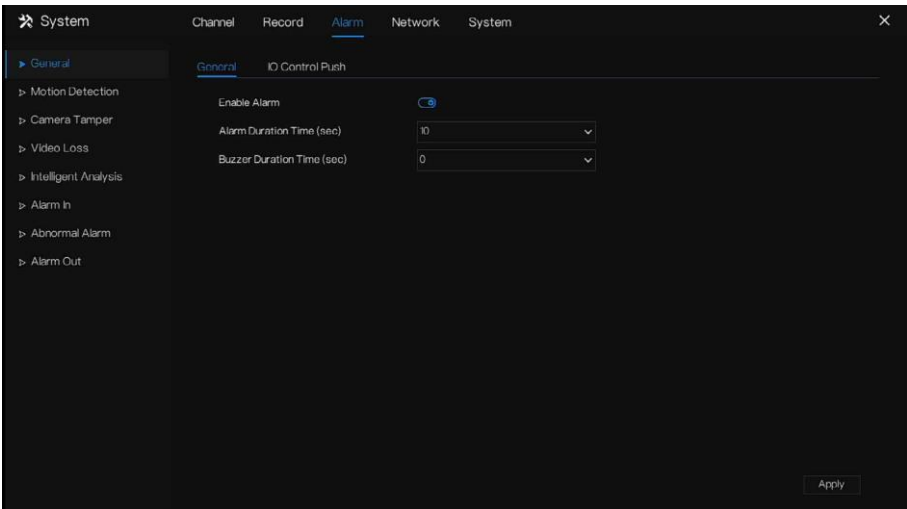 System Channel Record Alarm Network System
General
General IO Control Push
Motion Detection
Enable Alarm
Camera Tamper
Alarm Duration Time (sec) 10
Video Loss
Buzzer Duration Time (sec) 0
Intelligent Analysis
Alarm In
Abnormal Alarm
Alarm Out
Apply